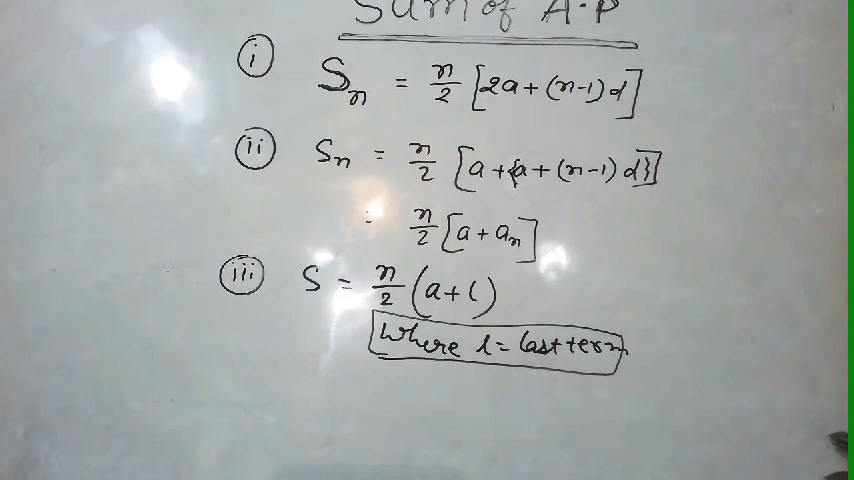 Sum of A.P
(i) Sn = n/2 [2a + (n-1) d]
(ii) Sn = n/2 [a + {a + (n-1) d}]
= n/2 [a + an]
(iii) S = n/2 (a + l)
Where l = last term